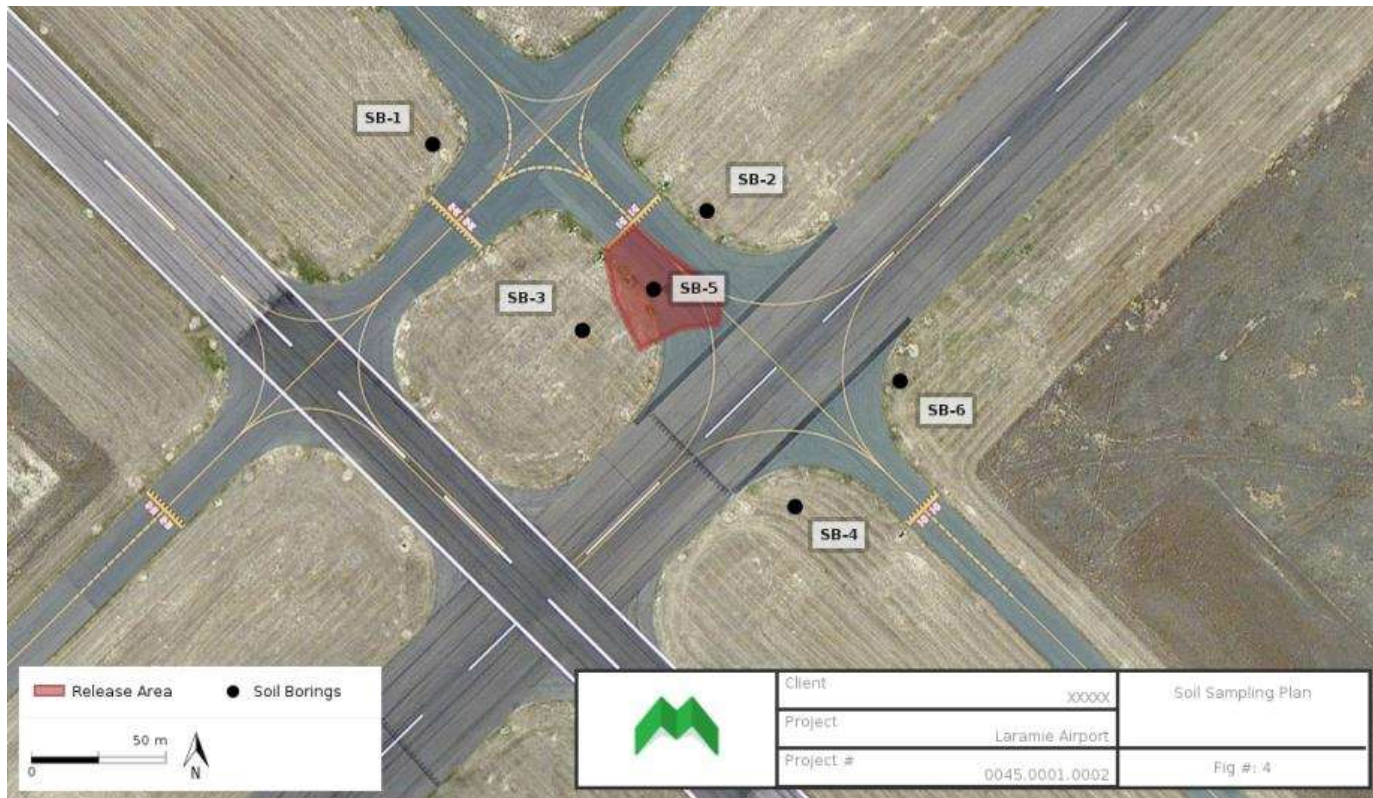 SB-1
SB-2
SB-5
SB-3
SB-6
SB-4
Release Area
Soil Borings
50 m
0
N
Client
XXXXX
Project
Laramie Airport
Project #
0045.0001.0002
Soil Sampling Plan
Fig #: 4